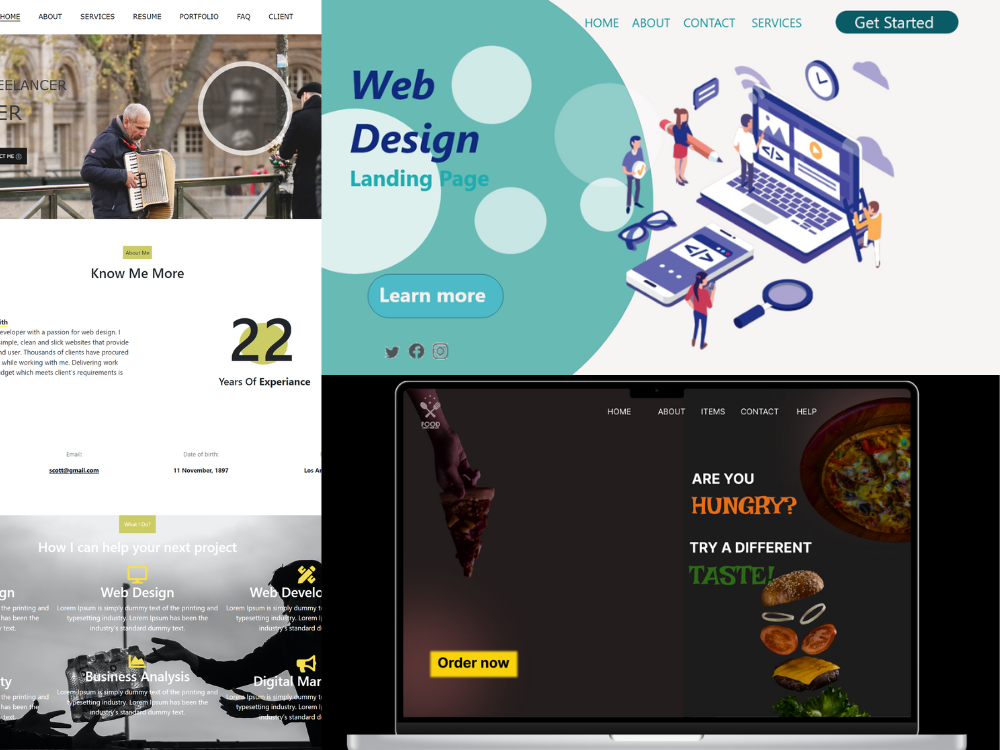 HOME ABOUT SERVICES RESUME PORTFOLIO FAQ CLIENT
EELANCER
ER
CT ME
About Me
Know Me More
ith
eveloper with a passion for web design. I
simple, clean and slick websites that provide
nd user. Thousands of clients have procured
while working with me. Delivering work
udget which meets client's requirements is
22
Years Of Experiance
Email:
scott@gmail.com
Date of birth:
11 November, 1897
Los An
What I Do?
How I can help your next project
gn
the printing and
has been the
text.
Web Design
Lorem Ipsum is simply dummy text of the printing and
typesetting industry. Lorem Ipsum has been the
industry's standard dummy text.
Web Develo
Lorem Ipsum is simply dummy t
typesetting industry. Lorem
industry's standard d
ty
the printing and
has been the
text.
Business Analysis
Lorem Ipsum is simply dummy text of the printing and
typesetting industry. Lorem Ipsum has been the
industry's standard dummy text.
Digital Mar
Lorem Ipsum is simply dummy t
typesetting industry. Lorem
industry's standard d
HOME ABOUT CONTACT SERVICES Get Started
Web
Design
Landing Page
Learn more
</>
</>
FOOD
HOME ABOUT ITEMS CONTACT HELP
ARE YOU
HUNGRY?
TRY A DIFFERENT
TASTE!
Order now